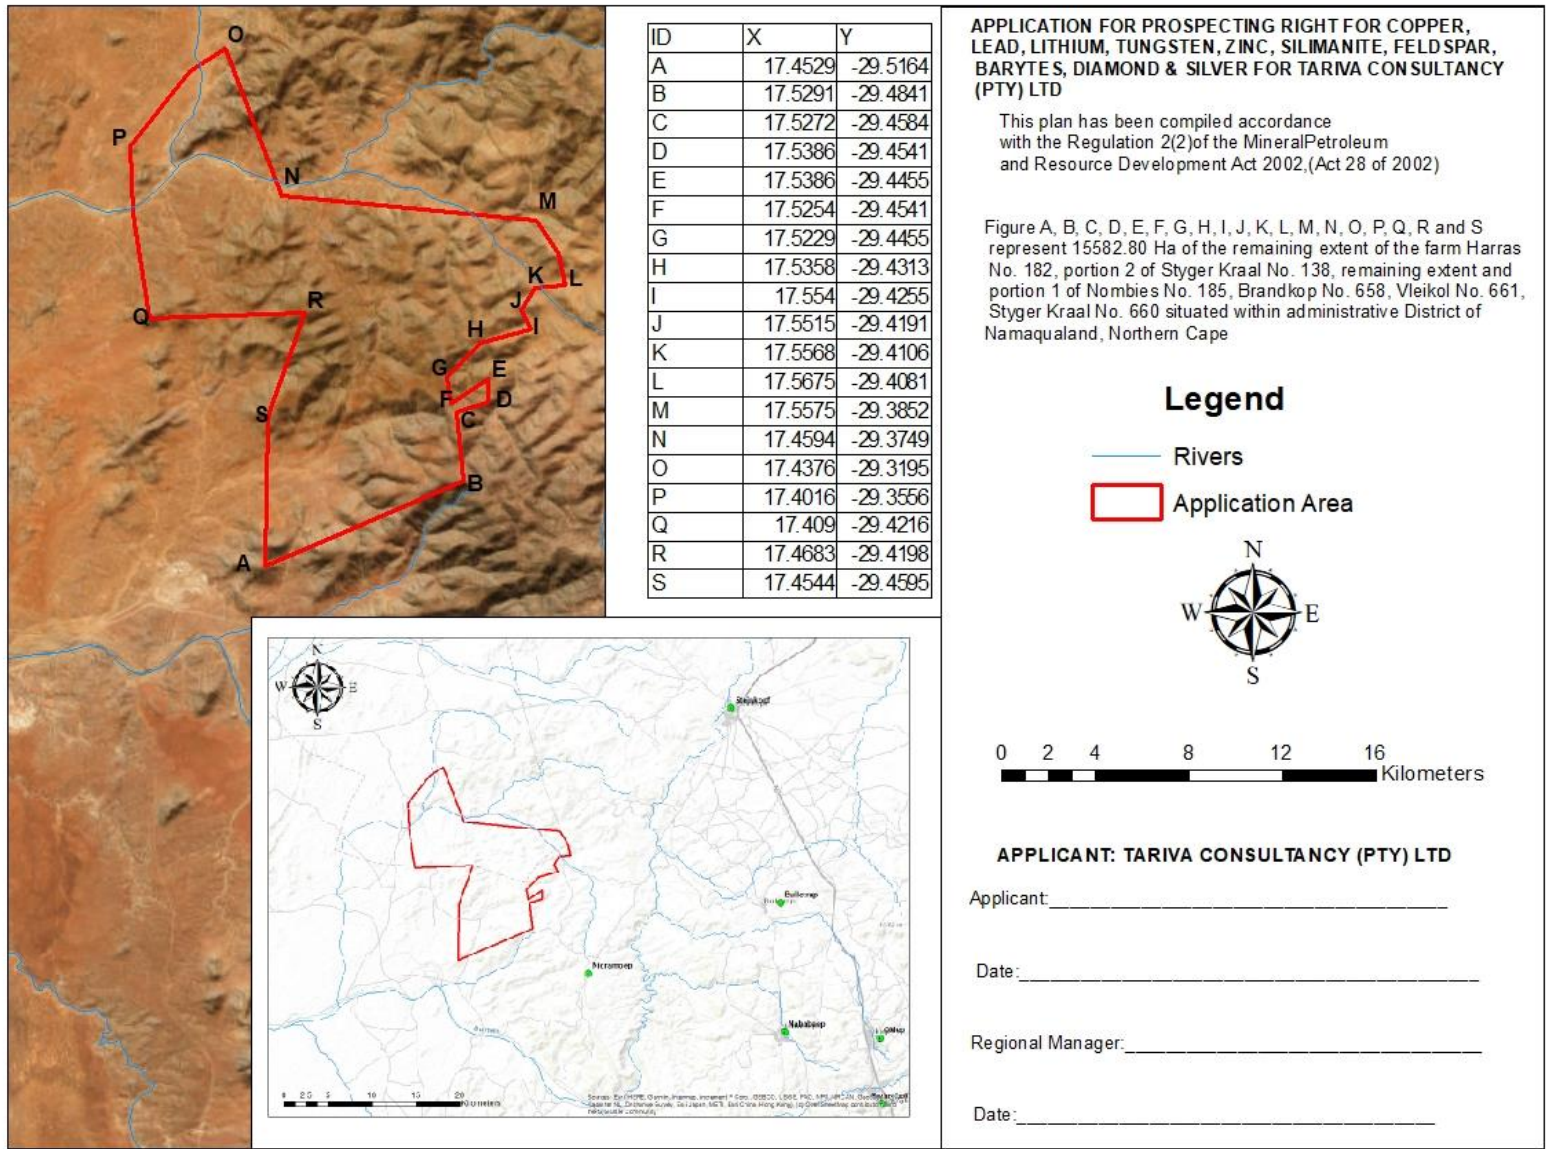 O
P
N
M
K
L
J
Q
R
I
H
G
E
F
D
S
C
B
A
ID X Y
A 17.4529 -29.5164
B 17.5291 -29.4841
C 17.5272 -29.4584
D 17.5386 -29.4541
E 17.5386 -29.4455
F 17.5254 -29.4541
G 17.5229 -29.4455
H 17.5358 -29.4313
I 17.554 -29.4255
J 17.5515 -29.4191
K 17.5568 -29.4106
L 17.5675 -29.4081
M 17.5575 -29.3852
N 17.4594 -29.3749
O 17.4376 -29.3195
P 17.4016 -29.3556
Q 17.409 -29.4216
R 17.4683 -29.4198
S 17.4544 -29.4595
APPLICATION FOR PROSPECTING RIGHT FOR COPPER,
LEAD, LITHIUM, TUNGSTEN, ZINC, SILIMANITE, FELDSPAR,
BARYTES, DIAMOND & SILVER FOR TARIVA CONSULTANCY
(PTY) LTD
This plan has been compiled accordance
with the Regulation 2(2)of the MineralPetroleum
and Resource Development Act 2002,(Act 28 of 2002)
Figure A, B, C, D, E, F, G, H, I, J, K, L, M, N, O, P, Q, R and S
represent 15582.80 Ha of the remaining extent of the farm Harras
No. 182, portion 2 of Styger Kraal No. 138, remaining extent and
portion 1 of Nombies No. 185, Brandkop No. 658, Vleikol No. 661,
Styger Kraal No. 660 situated within administrative District of
Namaqualand, Northern Cape
Legend
Rivers
Application Area
N
W E
S
0 2 4 8 12 16
Kilometers
APPLICANT: TARIVA CONSULTANCY (PTY) LTD
Applicant:
Date:
Regional Manager:
Date:
N
W E
S
Steinkopf
Nababeep
0 2.5 5 10 15 20
Kilometers